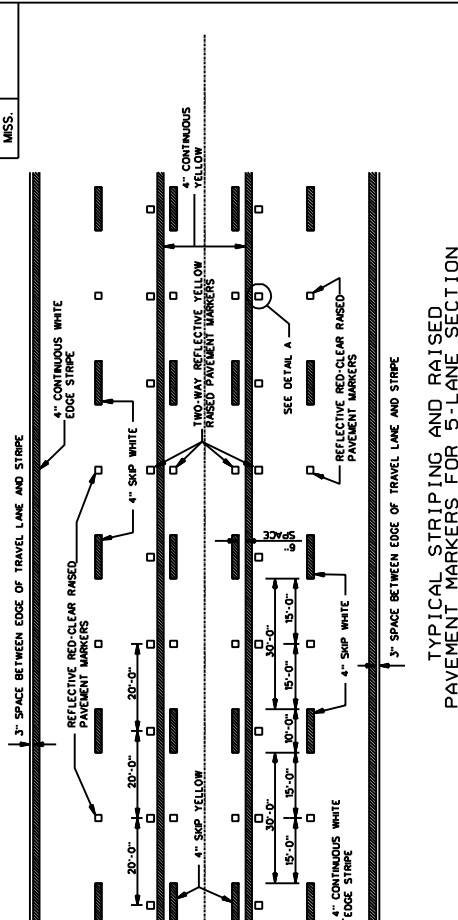 MISS.
3" SPACE BETWEEN EDGE OF TRAVEL LANE AND STRIPE
4" CONTINUOUS WHITE
EDGE STRIPE
REFLECTIVE RED-CLEAR RAISED
PAVEMENT MARKERS
4" SKIP WHITE
20'-0"
20'-0"
20'-0"
4" CONTINUOUS
YELLOW
TWO-WAY REFLECTIVE YELLOW
RAISED PAVEMENT MARKERS
4" SKIP YELLOW
6"
SPACE
SEE DETAIL A
30'-0"
30'-0"
15'-0"
15'-0"
10'-0"
15'-0"
15'-0"
4" SKIP WHITE
REFLECTIVE RED-CLEAR RAISED
PAVEMENT MARKERS
4" CONTINUOUS WHITE
EDGE STRIPE
3" SPACE BETWEEN EDGE OF TRAVEL LANE AND STRIPE
TYPICAL STRIPING AND RAISED
PAVEMENT MARKERS FOR 5-LANE SECTION